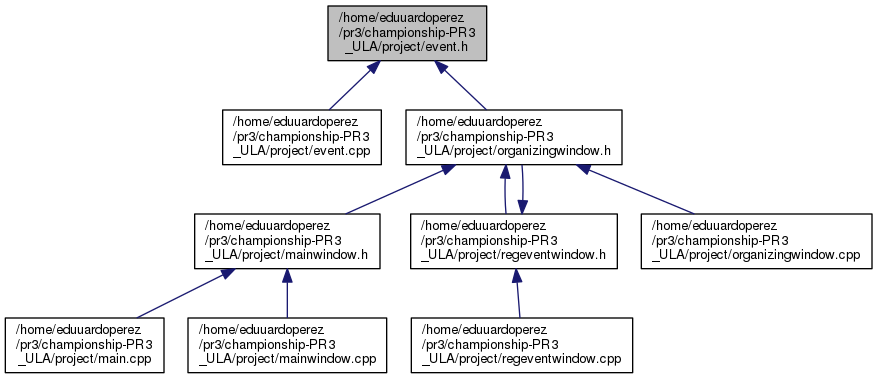 /home/eduuardoperez
/pr3/championship-PR3
_ULA/project/event.h
/home/eduuardoperez
/pr3/championship-PR3
_ULA/project/event.cpp
/home/eduuardoperez
/pr3/championship-PR3
_ULA/project/organizingwindow.h
/home/eduuardoperez
/pr3/championship-PR3
_ULA/project/mainwindow.h
/home/eduuardoperez
/pr3/championship-PR3
_ULA/project/regeventwindow.h
/home/eduuardoperez
/pr3/championship-PR3
_ULA/project/organizingwindow.cpp
/home/eduuardoperez
/pr3/championship-PR3
_ULA/project/main.cpp
/home/eduuardoperez
/pr3/championship-PR3
_ULA/project/mainwindow.cpp
/home/eduuardoperez
/pr3/championship-PR3
_ULA/project/regeventwindow.cpp